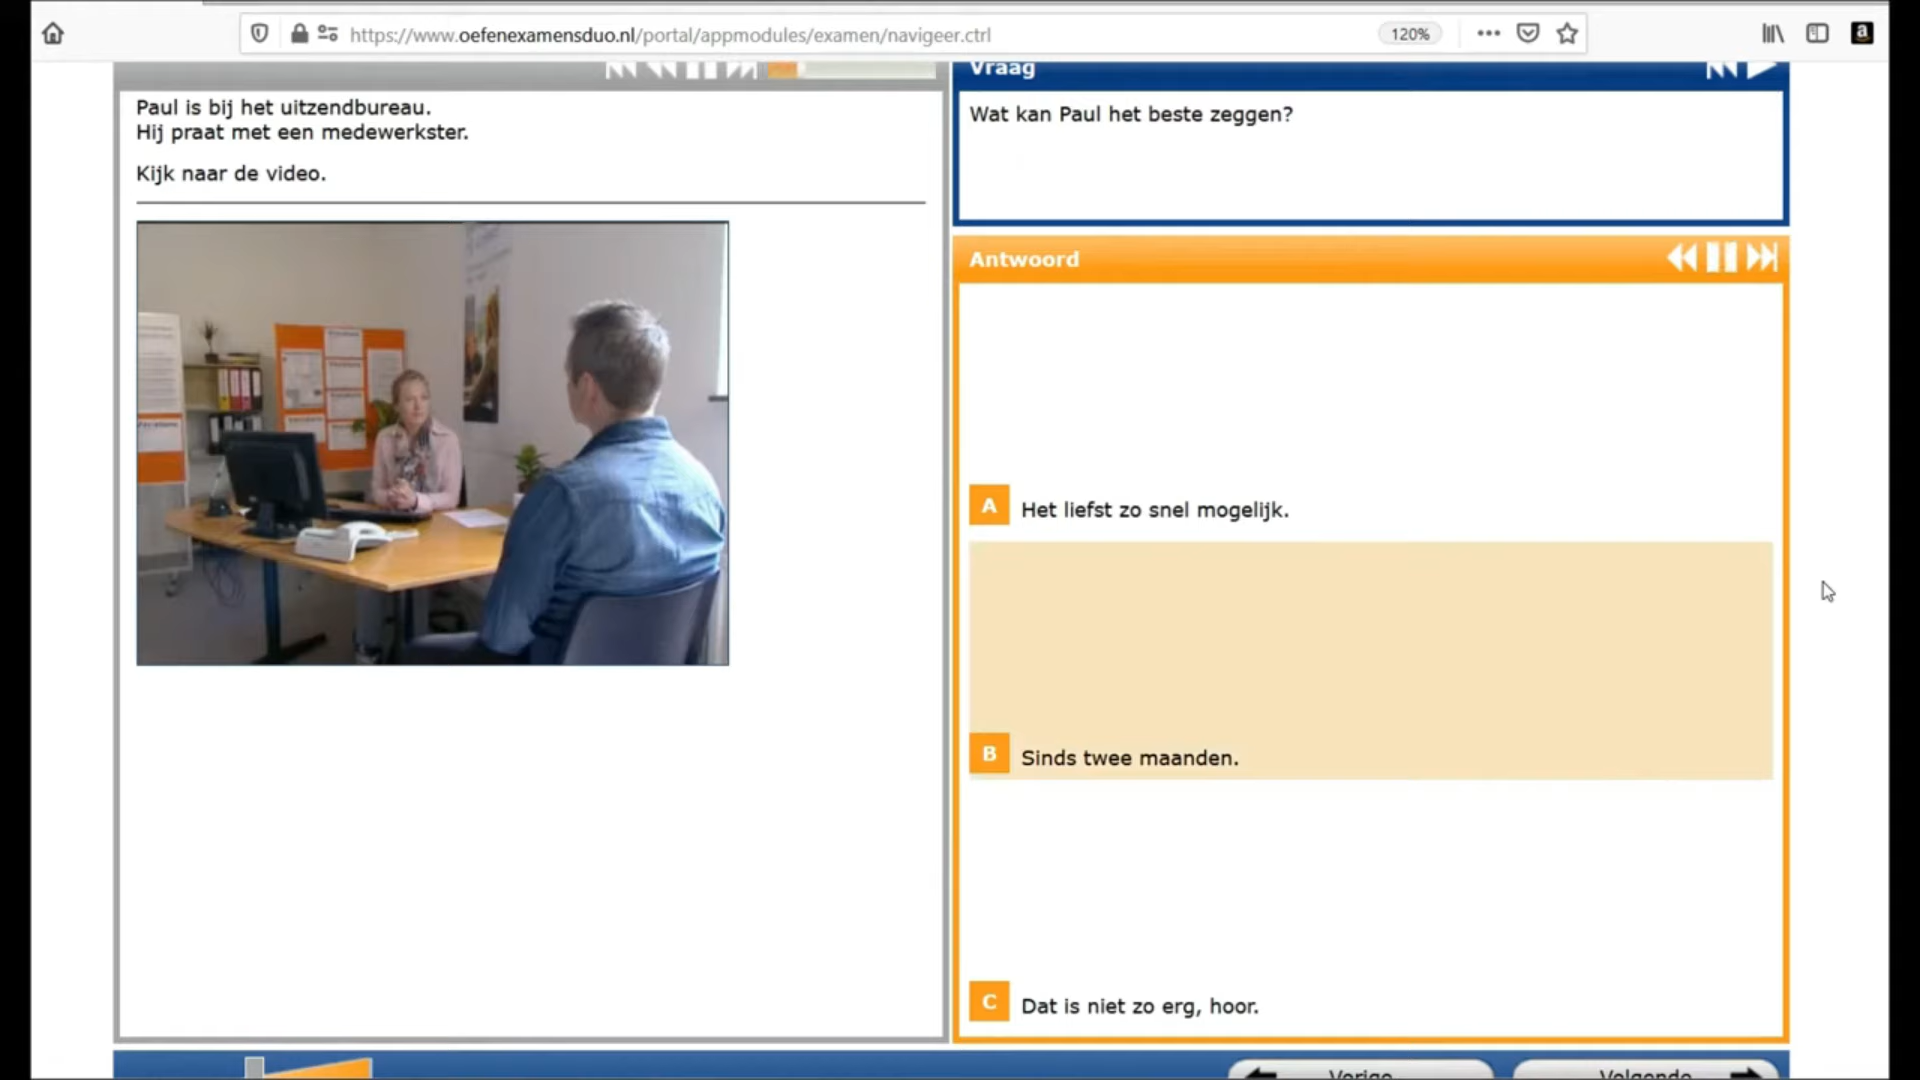 https://www.oefenexamensduo.nl/portal/appmodules/examen/navigeer.ctrl
120%
Vraag
Paul is bij het uitzendbureau.
Hij praat met een medewerkster.
Kijk naar de video.
Wat kan Paul het beste zeggen?
Antwoord
A Het liefst zo snel mogelijk.
B Sinds twee maanden.
C Dat is niet zo erg, hoor.
Vorige
Volgende